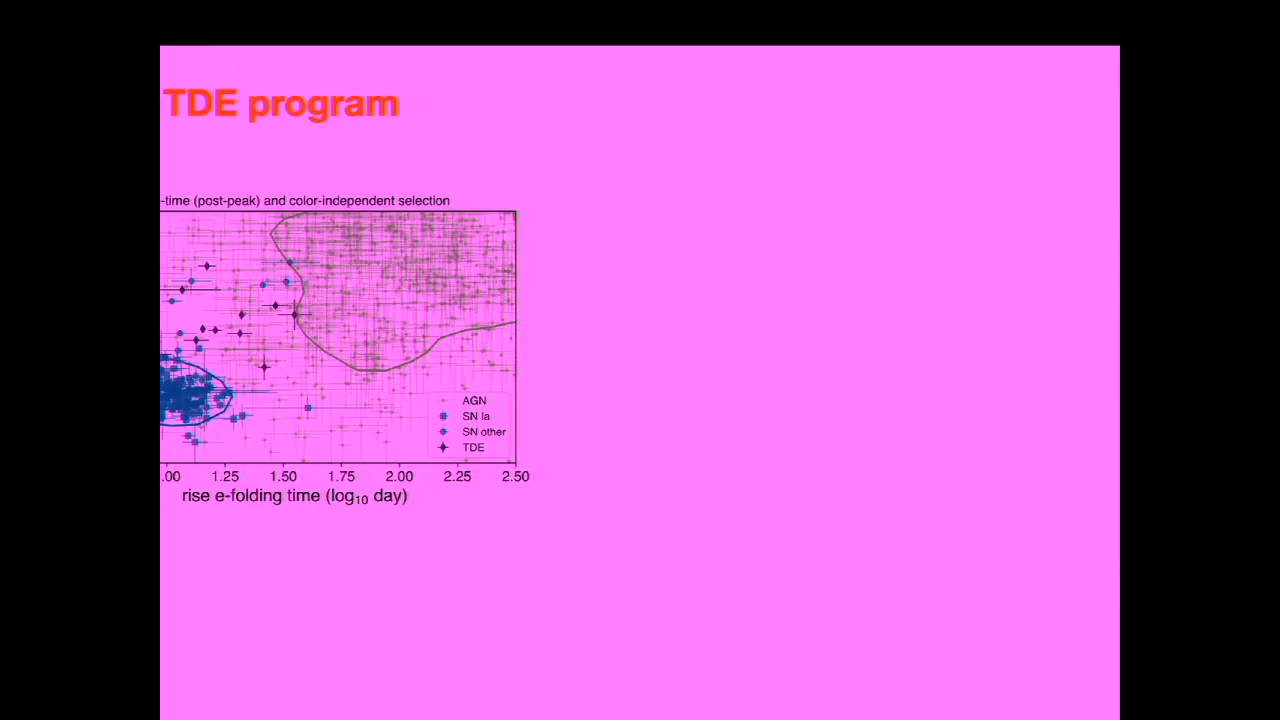 TDE program
-time (post-peak) and color-independent selection
AGN
SN Ia
SN other
TDE
.00 1.25 1.50 1.75 2.00 2.25 2.50
rise e-folding time (log₁₀ day)